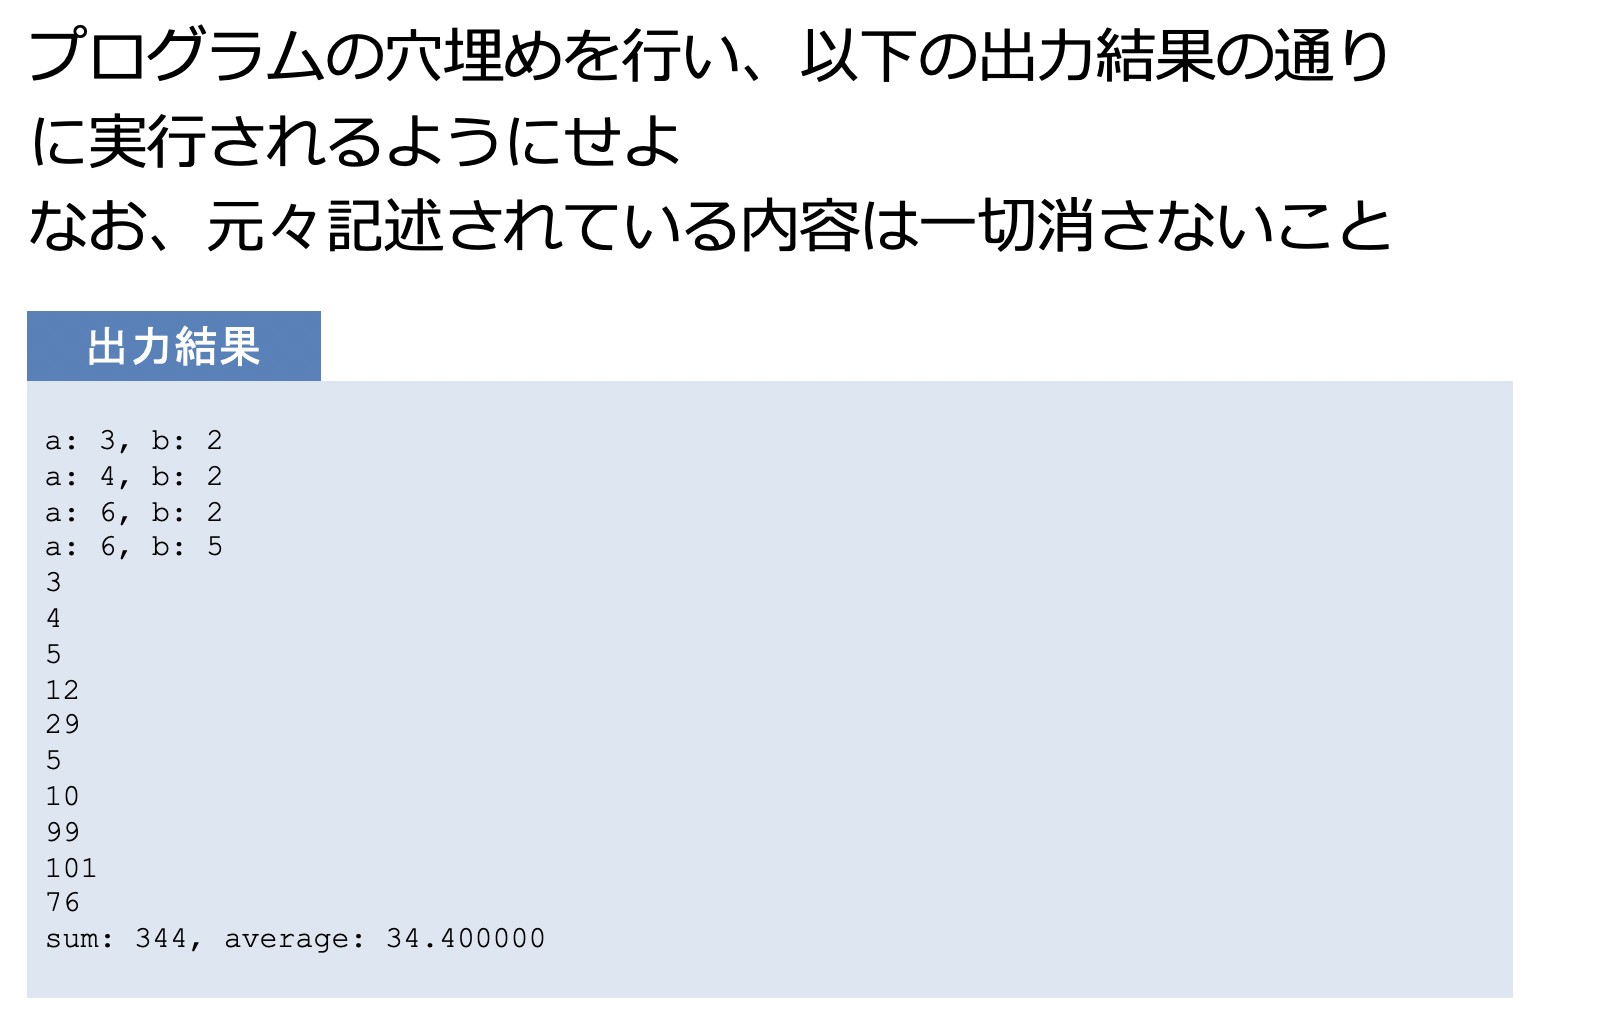 プログラムの穴埋めを行い、以下の出力結果の通り
に実行されるようにせよ
なお、元々記述されている内容は一切消さないこと
出力結果
a: 3, b: 2
a: 4, b: 2
a: 6, b: 2
a: 6, b: 5
3
4
5
12
29
5
10
99
101
76
sum: 344, average: 34.400000